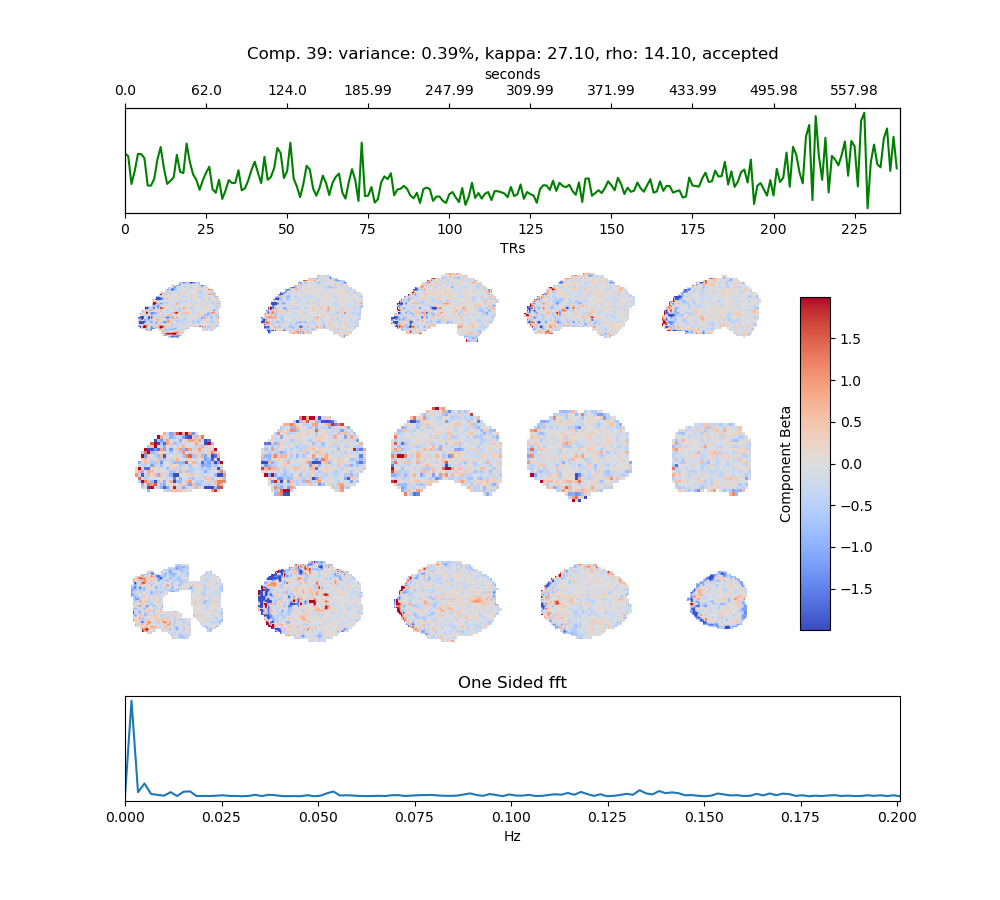 Comp. 39: variance: 0.39%, kappa: 27.10, rho: 14.10, accepted
seconds
0.0 62.0 124.0 185.99 247.99 309.99 371.99 433.99 495.98 557.98
0 25 50 75 100 125 150 175 200 225
TRs
1.5
1.0
0.5
0.0
−0.5
−1.0
−1.5
Component Beta
One Sided fft
0.000 0.025 0.050 0.075 0.100 0.125 0.150 0.175 0.200
Hz